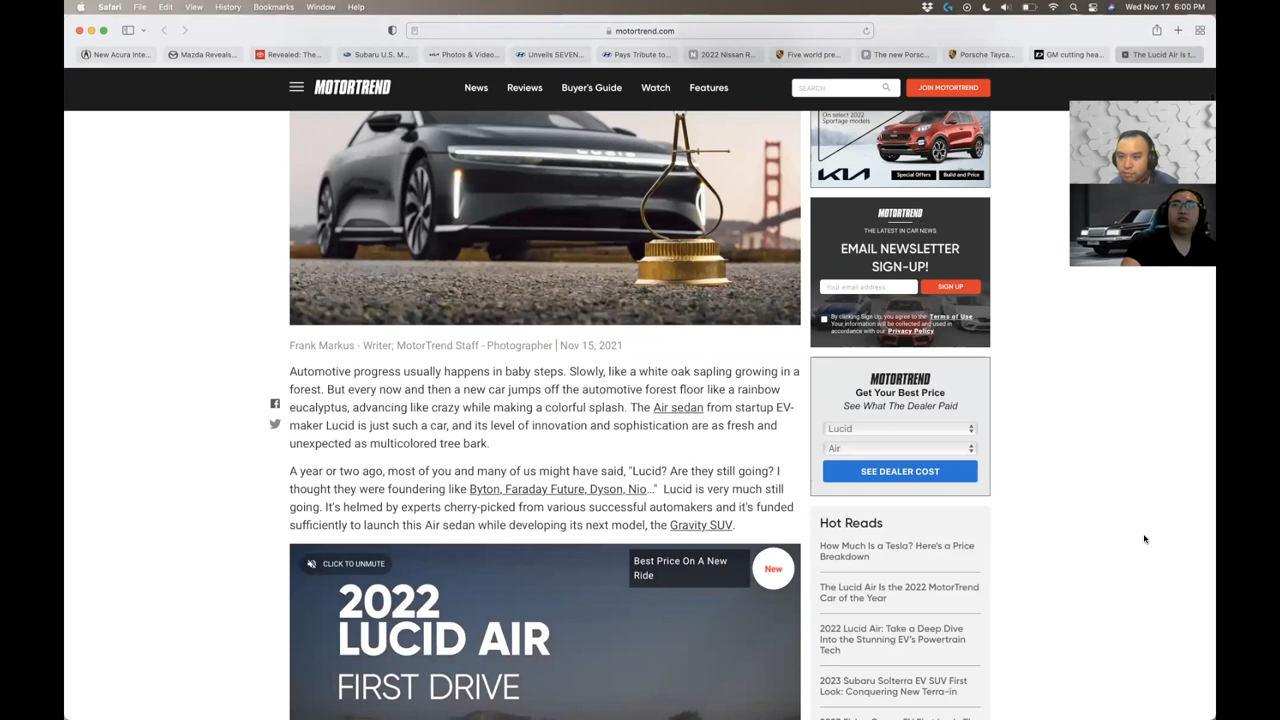 Safari File Edit View History Bookmarks Window Help
Wed Nov 17 6:00 PM
motortrend.com
New Acura Inte...
Mazda Reveals...
Revealed: The...
Subaru U.S. M...
Photos & Video...
Unveils SEVEN...
Pays Tribute to...
2022 Nissan R...
Five world pre...
The new Porsc...
Porsche Tayca...
GM cutting hea...
The Lucid Air Is t...
MOTORTREND
News Reviews Buyer's Guide Watch Features
SEARCH
JOIN MOTORTREND
LUCID
Frank Markus - Writer; MotorTrend Staff - Photographer | Nov 15, 2021
Automotive progress usually happens in baby steps. Slowly, like a white oak sapling growing in a
forest. But every now and then a new car jumps off the automotive forest floor like a rainbow
eucalyptus, advancing like crazy while making a colorful splash. The Air sedan from startup EV-
maker Lucid is just such a car, and its level of innovation and sophistication are as fresh and
unexpected as multicolored tree bark.
A year or two ago, most of you and many of us might have said, "Lucid? Are they still going? I
thought they were foundering like Byton, Faraday Future, Dyson, Nio..." Lucid is very much still
going. It's helmed by experts cherry-picked from various successful automakers and it's funded
sufficiently to launch this Air sedan while developing its next model, the Gravity SUV.
CLICK TO UNMUTE
Best Price On A New
Ride
New
2022
LUCID AIR
FIRST DRIVE
On select 2022
Sportage models
KIA
Special Offers
Build and Price
MOTORTREND
THE LATEST IN CAR NEWS
EMAIL NEWSLETTER
SIGN-UP!
Your email address
SIGN UP
By clicking Sign Up, you agree to the Terms of Use
Your information will be collected and used in
accordance with our Privacy Policy.
MOTORTREND
Get Your Best Price
See What The Dealer Paid
Lucid
Air
SEE DEALER COST
Hot Reads
How Much Is a Tesla? Here's a Price
Breakdown
The Lucid Air Is the 2022 MotorTrend
Car of the Year
2022 Lucid Air: Take a Deep Dive
Into the Stunning EV's Powertrain
Tech
2023 Subaru Solterra EV SUV First
Look: Conquering New Terra-in